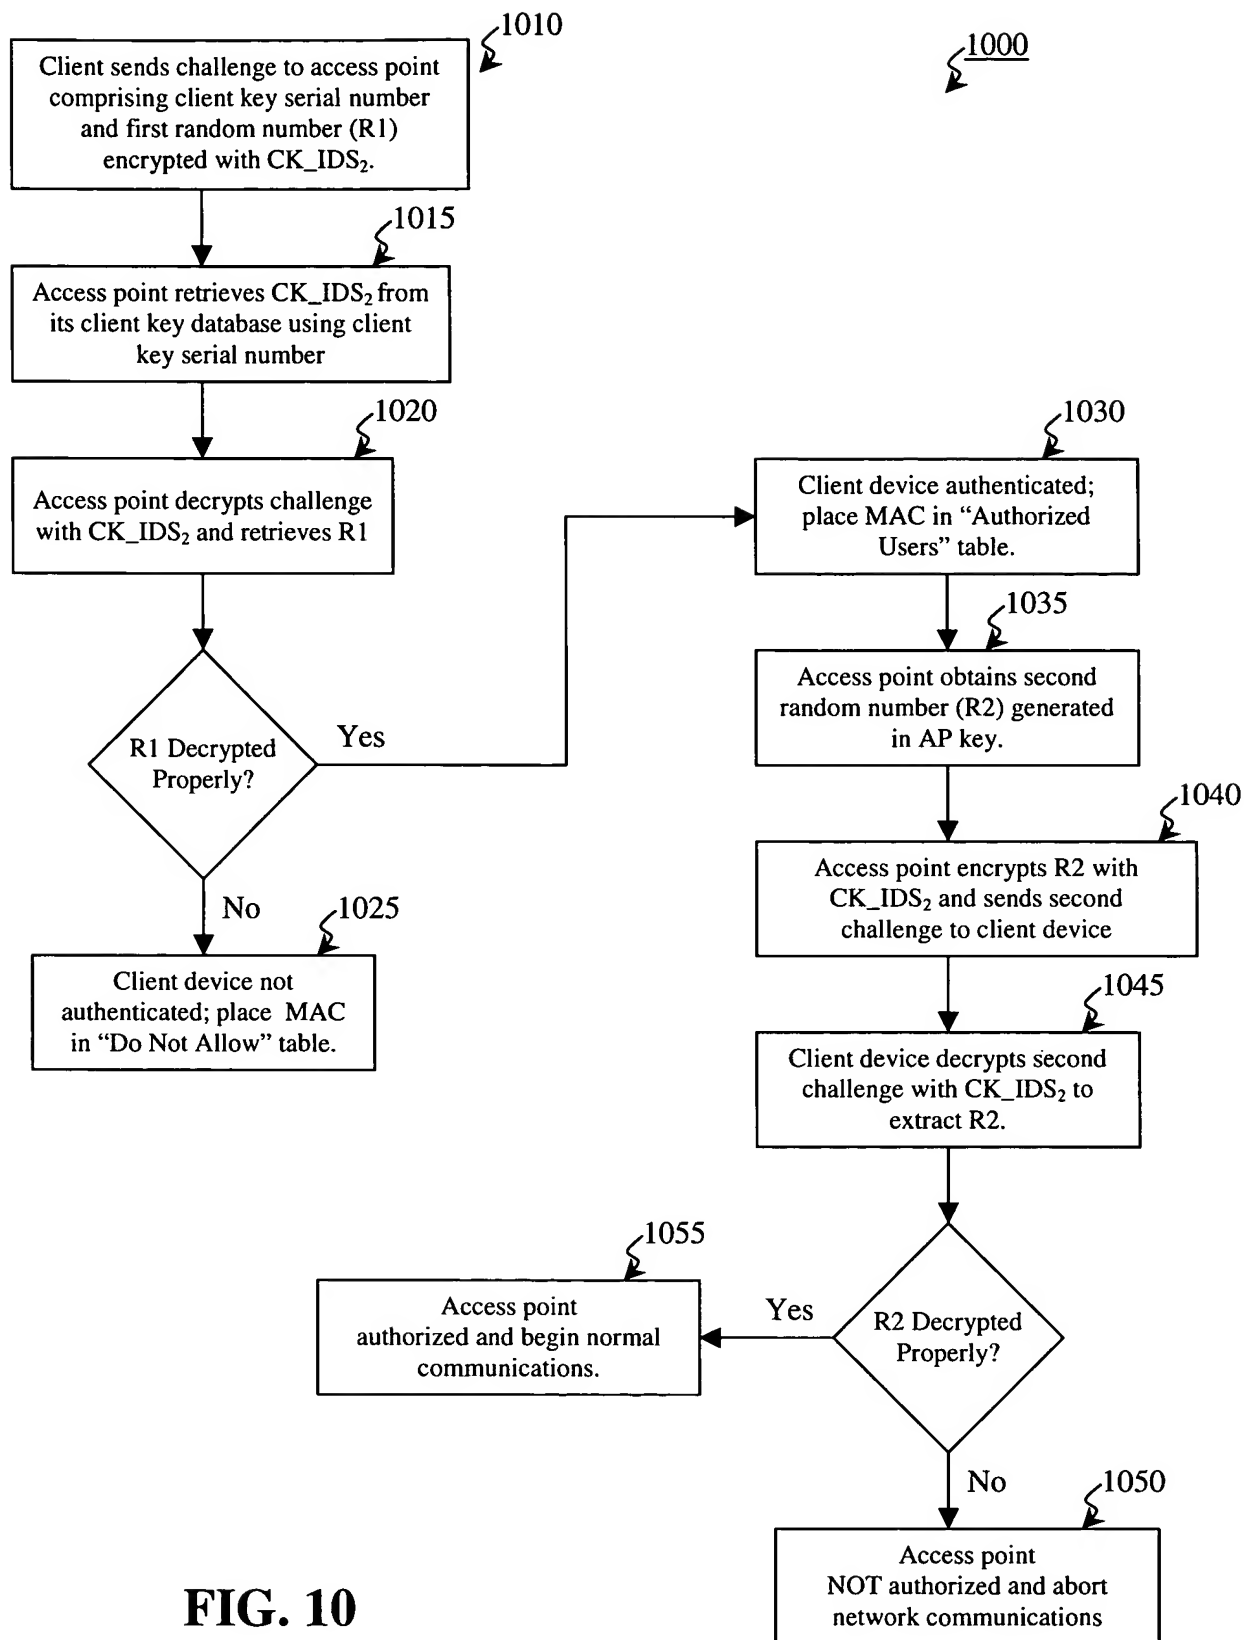 1010
1000
Client sends challenge to access point
comprising client key serial number
and first random number (R1)
encrypted with CK_IDS₂.
1015
Access point retrieves CK_IDS₂ from
its client key database using client
key serial number
1020
Access point decrypts challenge
with CK_IDS₂ and retrieves R1
R1 Decrypted
Properly?
Yes
No
1025
Client device not
authenticated; place MAC
in “Do Not Allow” table.
1030
Client device authenticated;
place MAC in “Authorized
Users” table.
1035
Access point obtains second
random number (R2) generated
in AP key.
1040
Access point encrypts R2 with
CK_IDS₂ and sends second
challenge to client device
1045
Client device decrypts second
challenge with CK_IDS₂ to
extract R2.
R2 Decrypted
Properly?
Yes
1055
Access point
authorized and begin normal
communications.
No
1050
Access point
NOT authorized and abort
network communications
FIG. 10